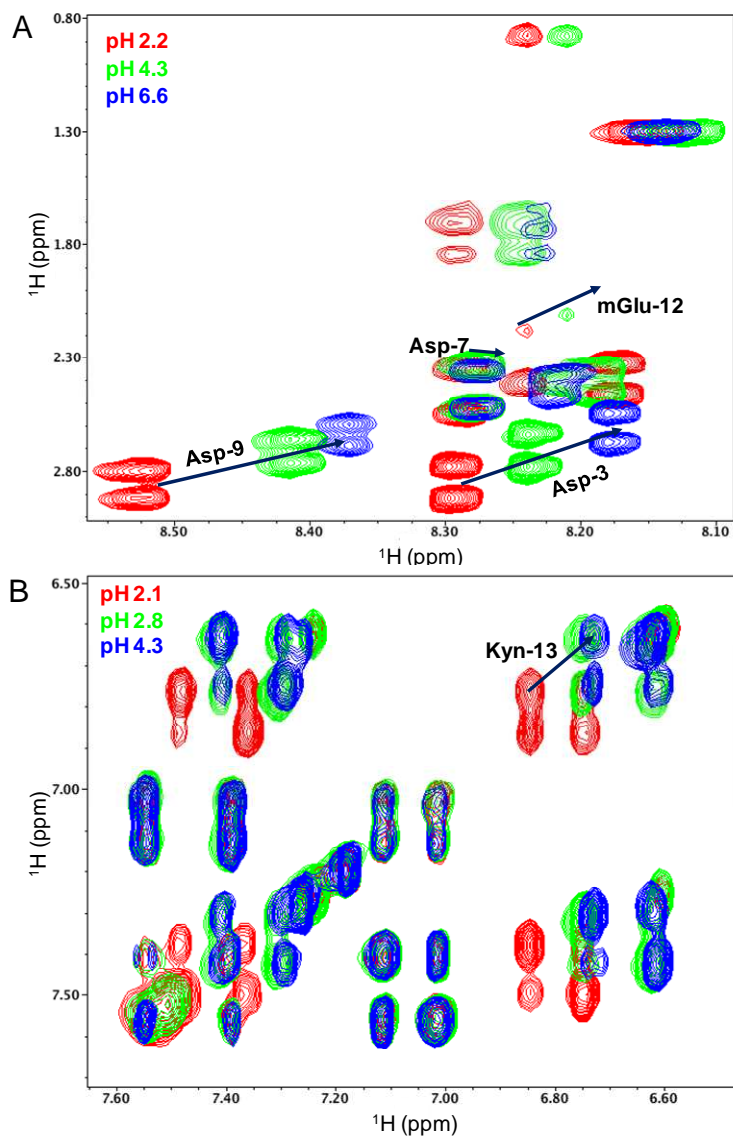 A
pH 2.2
pH 4.3
pH 6.6
0.80
1.30
1.80
2.30
2.80
¹H (ppm)
mGlu-12
Asp-7
Asp-9
Asp-3
8.50 8.40 8.30 8.20 8.10
¹H (ppm)
B
pH 2.1
pH 2.8
pH 4.3
6.50
7.00
7.50
¹H (ppm)
Kyn-13
7.60 7.40 7.20 7.00 6.80 6.60
¹H (ppm)